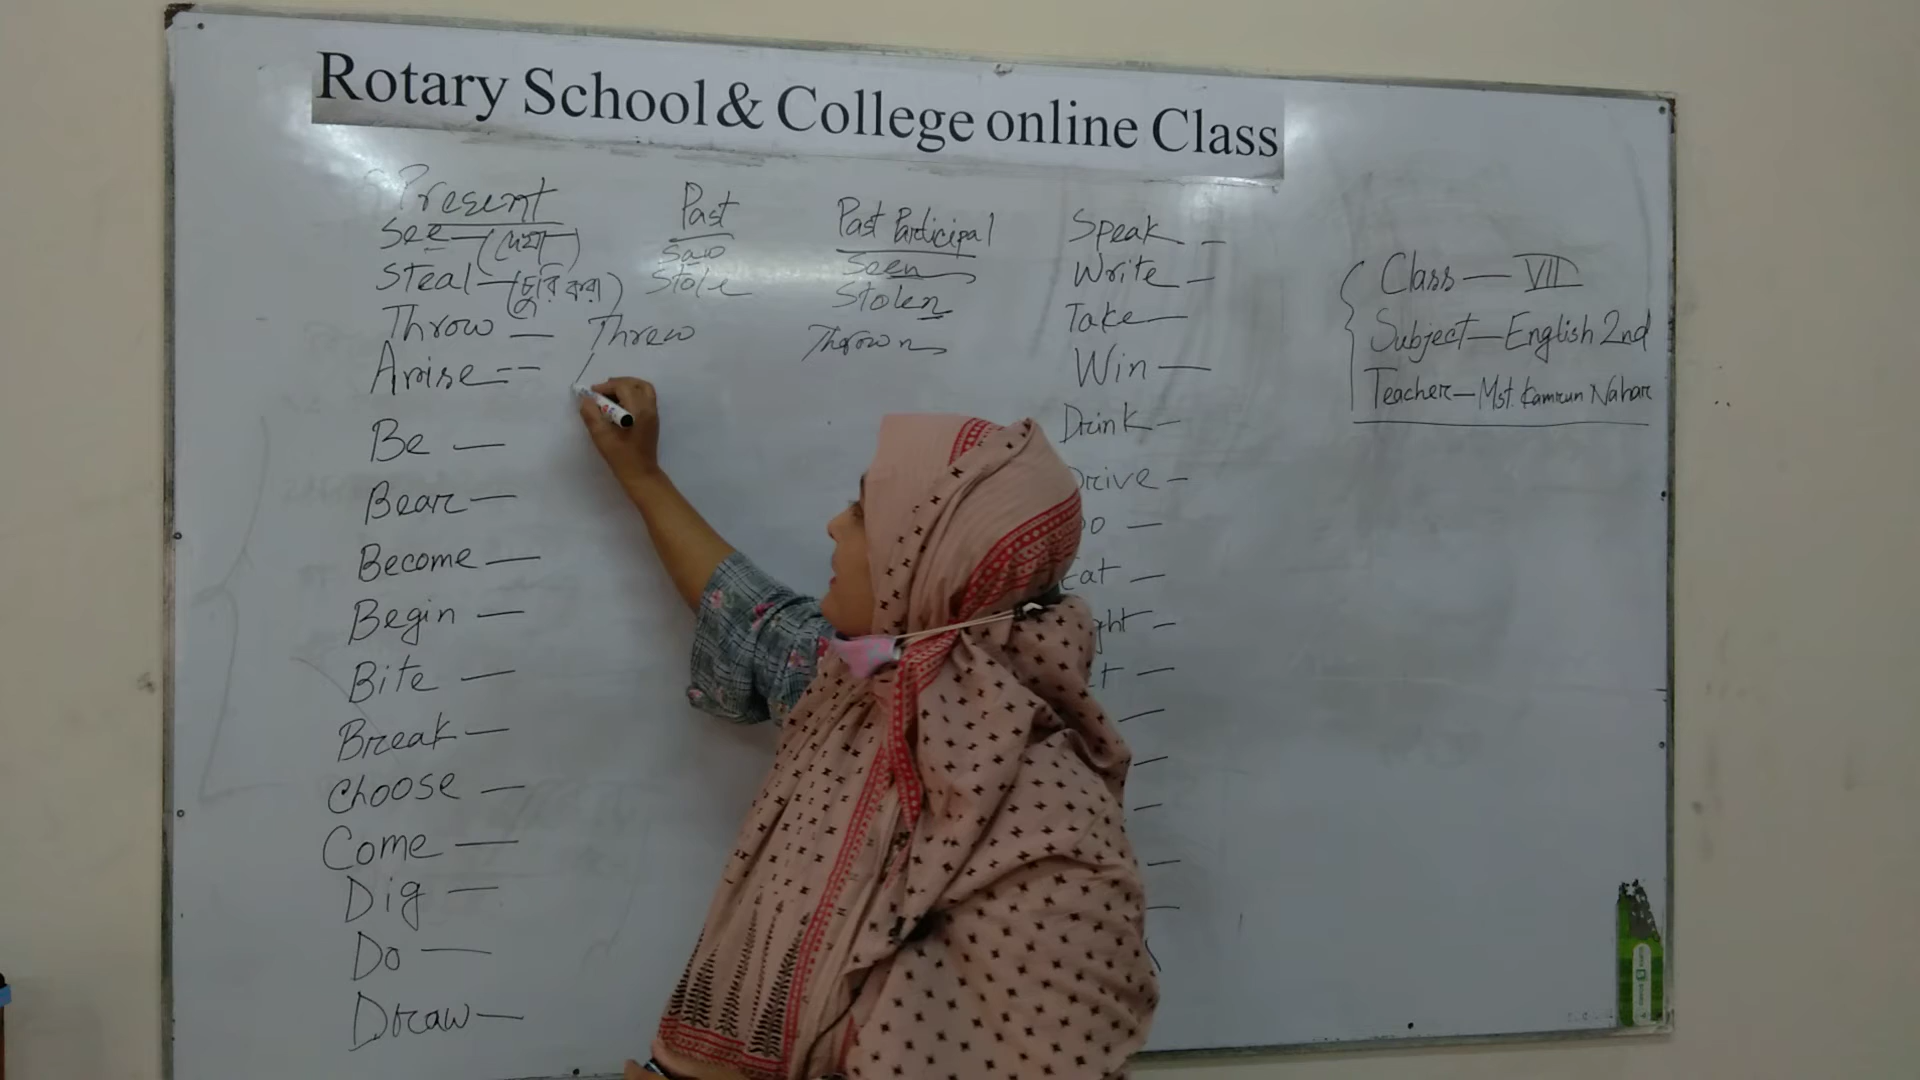 Rotary School & College online Class
Present Past Past Participal
See — (দেখা) Saw Seen
Steal — (চুরি করা) Stole Stolen
Throw — Threw Thrown
Arise --
Be —
Bear —
Become —
Begin —
Bite —
Break —
Choose —
Come —
Dig —
Do —
Draw —
Speak —
Write —
Take —
Win —
Drink —
Drive —
Class — VII
Subject — English 2nd
Teacher — Mst. Kamrun Nahar